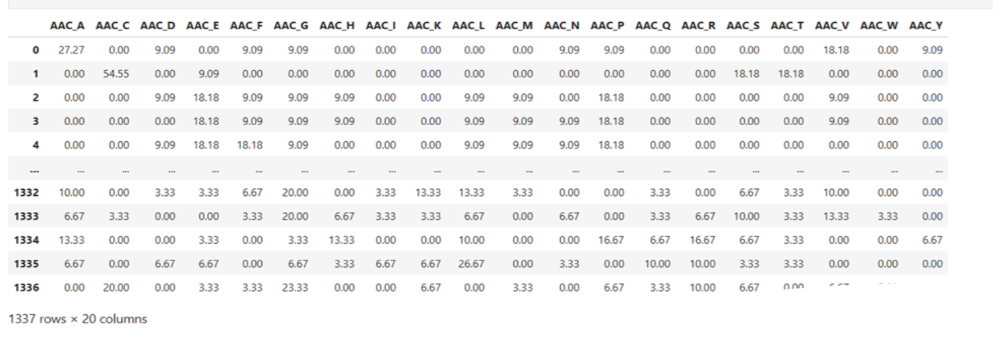 AAC_A AAC_C AAC_D AAC_E AAC_F AAC_G AAC_H AAC_I AAC_K AAC_L AAC_M AAC_N AAC_P AAC_Q AAC_R AAC_S AAC_T AAC_V AAC_W AAC_Y
0 27.27 0.00 9.09 0.00 9.09 9.09 0.00 0.00 0.00 0.00 0.00 9.09 9.09 0.00 0.00 0.00 0.00 18.18 0.00 9.09
1 0.00 54.55 0.00 9.09 0.00 0.00 0.00 0.00 0.00 0.00 0.00 0.00 0.00 0.00 0.00 18.18 18.18 0.00 0.00 0.00
2 0.00 0.00 9.09 18.18 9.09 9.09 9.09 0.00 0.00 9.09 9.09 0.00 18.18 0.00 0.00 0.00 0.00 9.09 0.00 0.00
3 0.00 0.00 0.00 18.18 9.09 9.09 9.09 0.00 0.00 9.09 9.09 9.09 18.18 0.00 0.00 0.00 0.00 9.09 0.00 0.00
4 0.00 0.00 9.09 18.18 18.18 9.09 0.00 0.00 0.00 9.09 9.09 9.09 18.18 0.00 0.00 0.00 0.00 0.00 0.00 0.00
... ... ... ... ... ... ... ... ... ... ... ... ... ... ... ... ... ... ... ... ...
1332 10.00 0.00 3.33 3.33 6.67 20.00 0.00 3.33 13.33 13.33 3.33 0.00 0.00 3.33 0.00 6.67 3.33 10.00 0.00 0.00
1333 6.67 3.33 0.00 0.00 3.33 20.00 6.67 3.33 3.33 6.67 0.00 6.67 0.00 3.33 6.67 10.00 3.33 13.33 3.33 0.00
1334 13.33 0.00 0.00 3.33 0.00 3.33 13.33 0.00 0.00 10.00 0.00 0.00 16.67 6.67 16.67 6.67 3.33 0.00 0.00 6.67
1335 6.67 0.00 6.67 6.67 0.00 6.67 3.33 6.67 6.67 26.67 0.00 3.33 0.00 10.00 10.00 3.33 3.33 0.00 0.00 0.00
1336 0.00 20.00 0.00 3.33 3.33 23.33 0.00 0.00 6.67 0.00 3.33 0.00 6.67 3.33 10.00 6.67 0.00
1337 rows × 20 columns